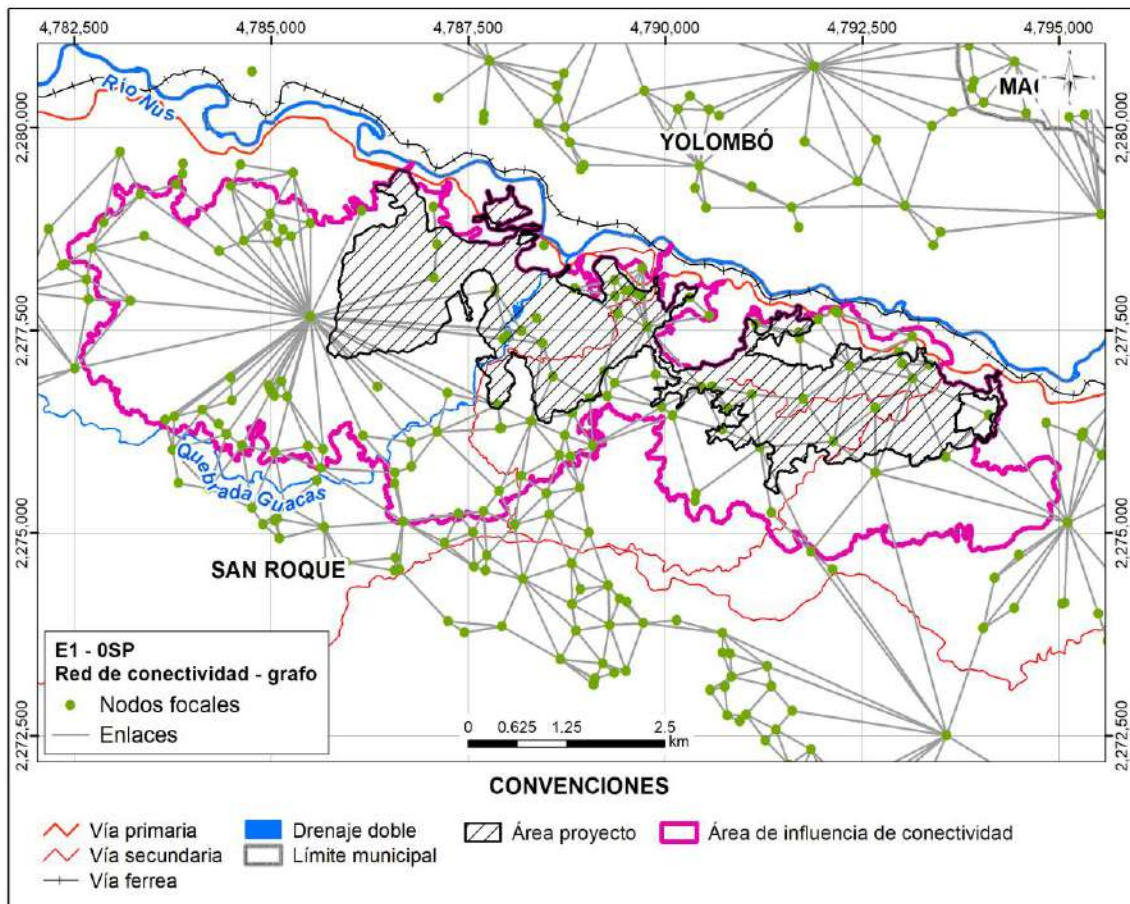 4,782,500 4,785,000 4,787,500 4,790,000 4,792,500 4,795,000
2,280,000
2,277,500
2,275,000
2,272,500
2,280,000
2,277,500
2,275,000
2,272,500
Río Nus
MA
YOLOMBÓ
Quebrada Guacas
SAN ROQUE
E1 - 0SP
Red de conectividad - grafo
Nodos focales
Enlaces
0 0.625 1.25 2.5
km
CONVENCIONES
Vía primaria
Vía secundaria
Vía ferrea
Drenaje doble
Límite municipal
Área proyecto
Área de influencia de conectividad